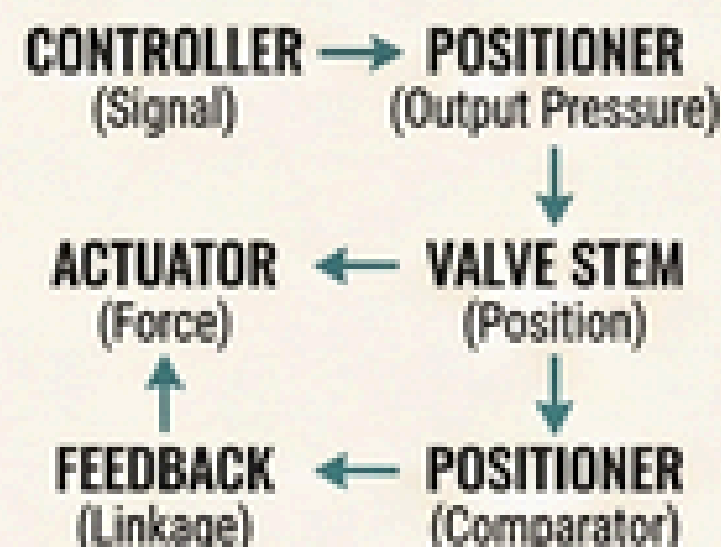 CONTROLLER
(Signal)
POSITIONER
(Output Pressure)
ACTUATOR
(Force)
VALVE STEM
(Position)
FEEDBACK
(Linkage)
POSITIONER
(Comparator)